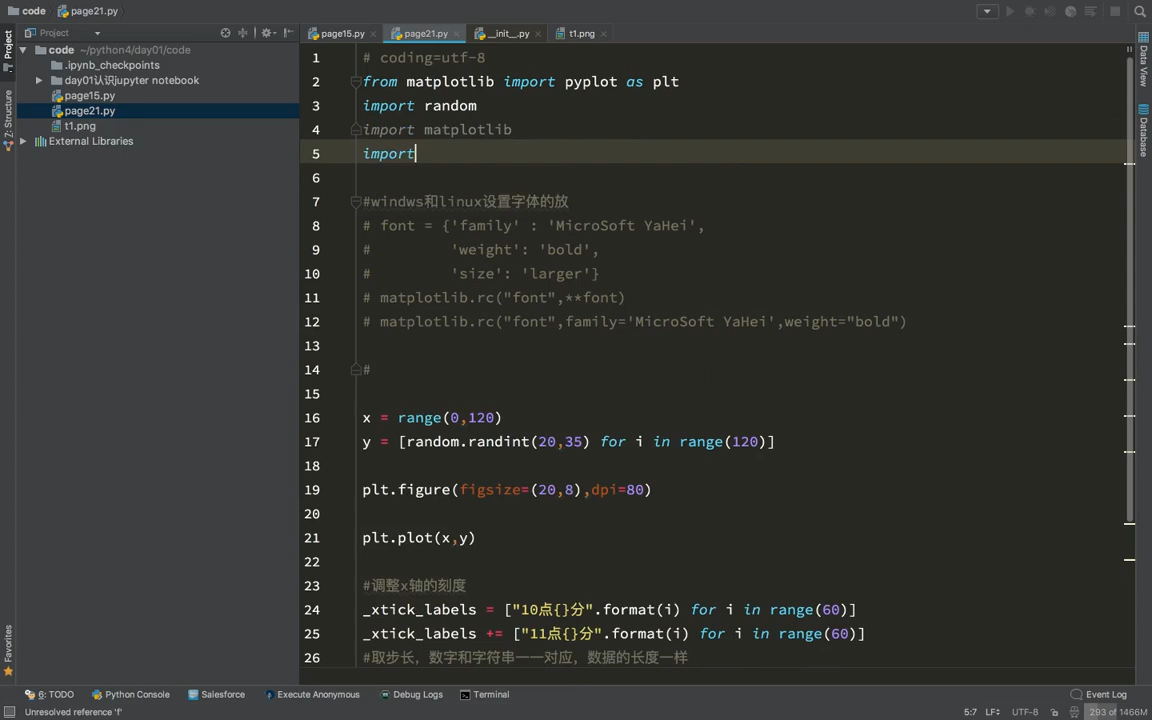 code
page21.py
Project
page15.py
page21.py
__init__.py
t1.png
Project
Z: Structure
Favorites
code ~/python4/day01/code
.ipynb_checkpoints
day01认识jupyter notebook
page15.py
page21.py
t1.png
External Libraries
1 # coding=utf-8
2 from matplotlib import pyplot as plt
3 import random
4 import matplotlib
5 import
6
7 #windws和linux设置字体的放
8 # font = {'family' : 'MicroSoft YaHei',
9 #         'weight': 'bold',
10 #         'size': 'larger'}
11 # matplotlib.rc("font",**font)
12 # matplotlib.rc("font",family='MicroSoft YaHei',weight="bold")
13
14 #
15
16 x = range(0,120)
17 y = [random.randint(20,35) for i in range(120)]
18
19 plt.figure(figsize=(20,8),dpi=80)
20
21 plt.plot(x,y)
22
23 #调整x轴的刻度
24 _xtick_labels = ["10点{}分".format(i) for i in range(60)]
25 _xtick_labels += ["11点{}分".format(i) for i in range(60)]
26 #取步长，数字和字符串一一对应，数据的长度一样
Data View
Database
6: TODO
Python Console
Salesforce
Execute Anonymous
Debug Logs
Terminal
Event Log
Unresolved reference 'f'
5:7
LF
UTF-8
293 of 1466M